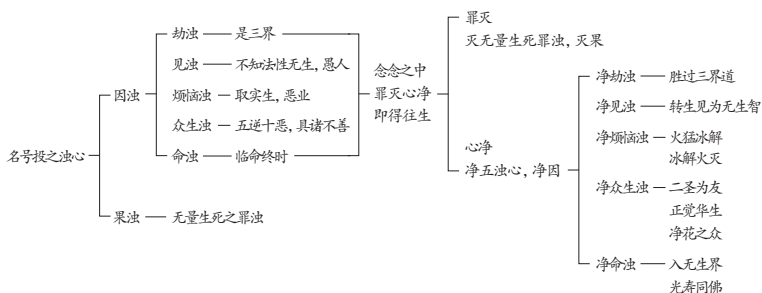 名号投之浊心
因浊
劫浊
是三界
见浊
不知法性无生，愚人
烦恼浊
取实生，恶业
众生浊
五逆十恶，具诸不善
命浊
临命终时
果浊
无量生死之罪浊
念念之中
罪灭心净
即得往生
罪灭
灭无量生死罪浊，灭果
心净
净五浊心，净因
净劫浊
胜过三界道
净见浊
转生见为无生智
净烦恼浊
火猛冰解
冰解火灭
净众生浊
二圣为友
正觉华生
净花之众
净命浊
入无生界
光寿同佛